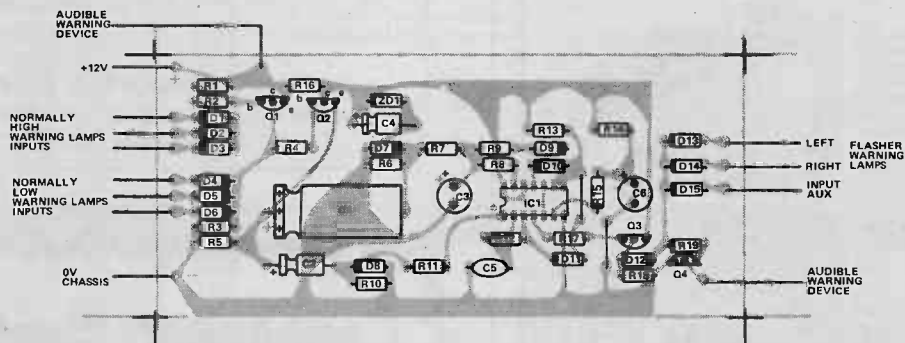 AUDIBLE
WARNING
DEVICE
+12V
NORMALLY
HIGH
WARNING LAMPS
INPUTS
NORMALLY
LOW
WARNING LAMPS
INPUTS
0V
CHASSIS
R1
R2
D1
D2
D3
D4
D5
D6
R3
R5
R16
c
b
e
Q1
b
c
e
Q2
R4
ZD1
+
C4
D7
R6
R7
R9
R8
R13
D9
D10
+
C3
IC1
R15
+
C6
Q3
R17
D11
D12
R18
R19
Q4
+
D8
R10
R11
C5
D13
D14
D15
LEFT
RIGHT
INPUT
AUX
FLASHER
WARNING
LAMPS
AUDIBLE
WARNING
DEVICE